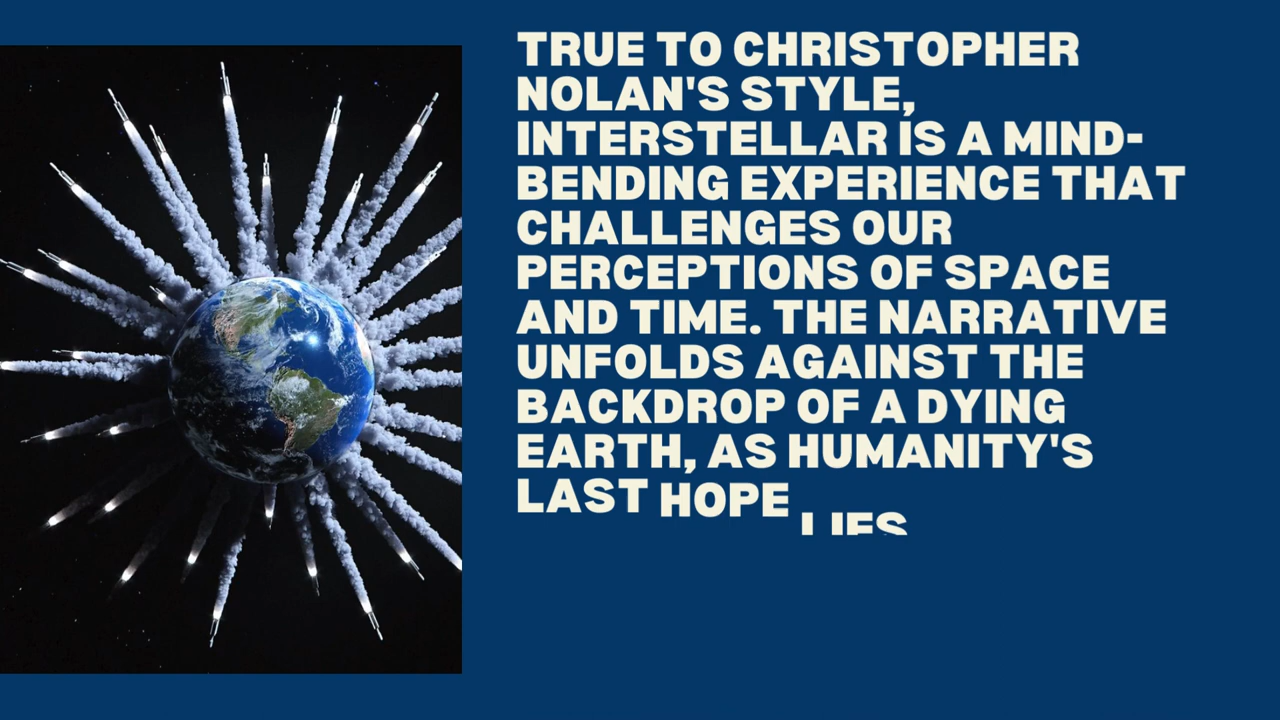 TRUE TO CHRISTOPHER
NOLAN'S STYLE,
INTERSTELLAR IS A MIND-
BENDING EXPERIENCE THAT
CHALLENGES OUR
PERCEPTIONS OF SPACE
AND TIME. THE NARRATIVE
UNFOLDS AGAINST THE
BACKDROP OF A DYING
EARTH, AS HUMANITY'S
LAST HOPE LIES